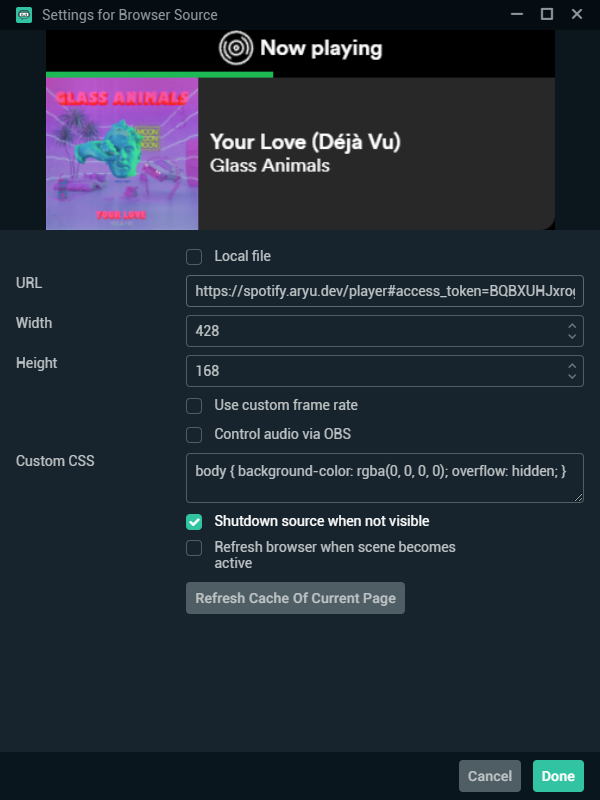 Settings for Browser Source
Now playing
GLASS ANIMALS
MOON
MOON
MOON
YOUR LOVE
Your Love (Déjà Vu)
Glass Animals
Local file
URL
https://spotify.aryu.dev/player#access_token=BQBXUHJxro
Width
428
Height
168
Use custom frame rate
Control audio via OBS
Custom CSS
body { background-color: rgba(0, 0, 0, 0); overflow: hidden; }
Shutdown source when not visible
Refresh browser when scene becomes
active
Refresh Cache Of Current Page
Cancel
Done